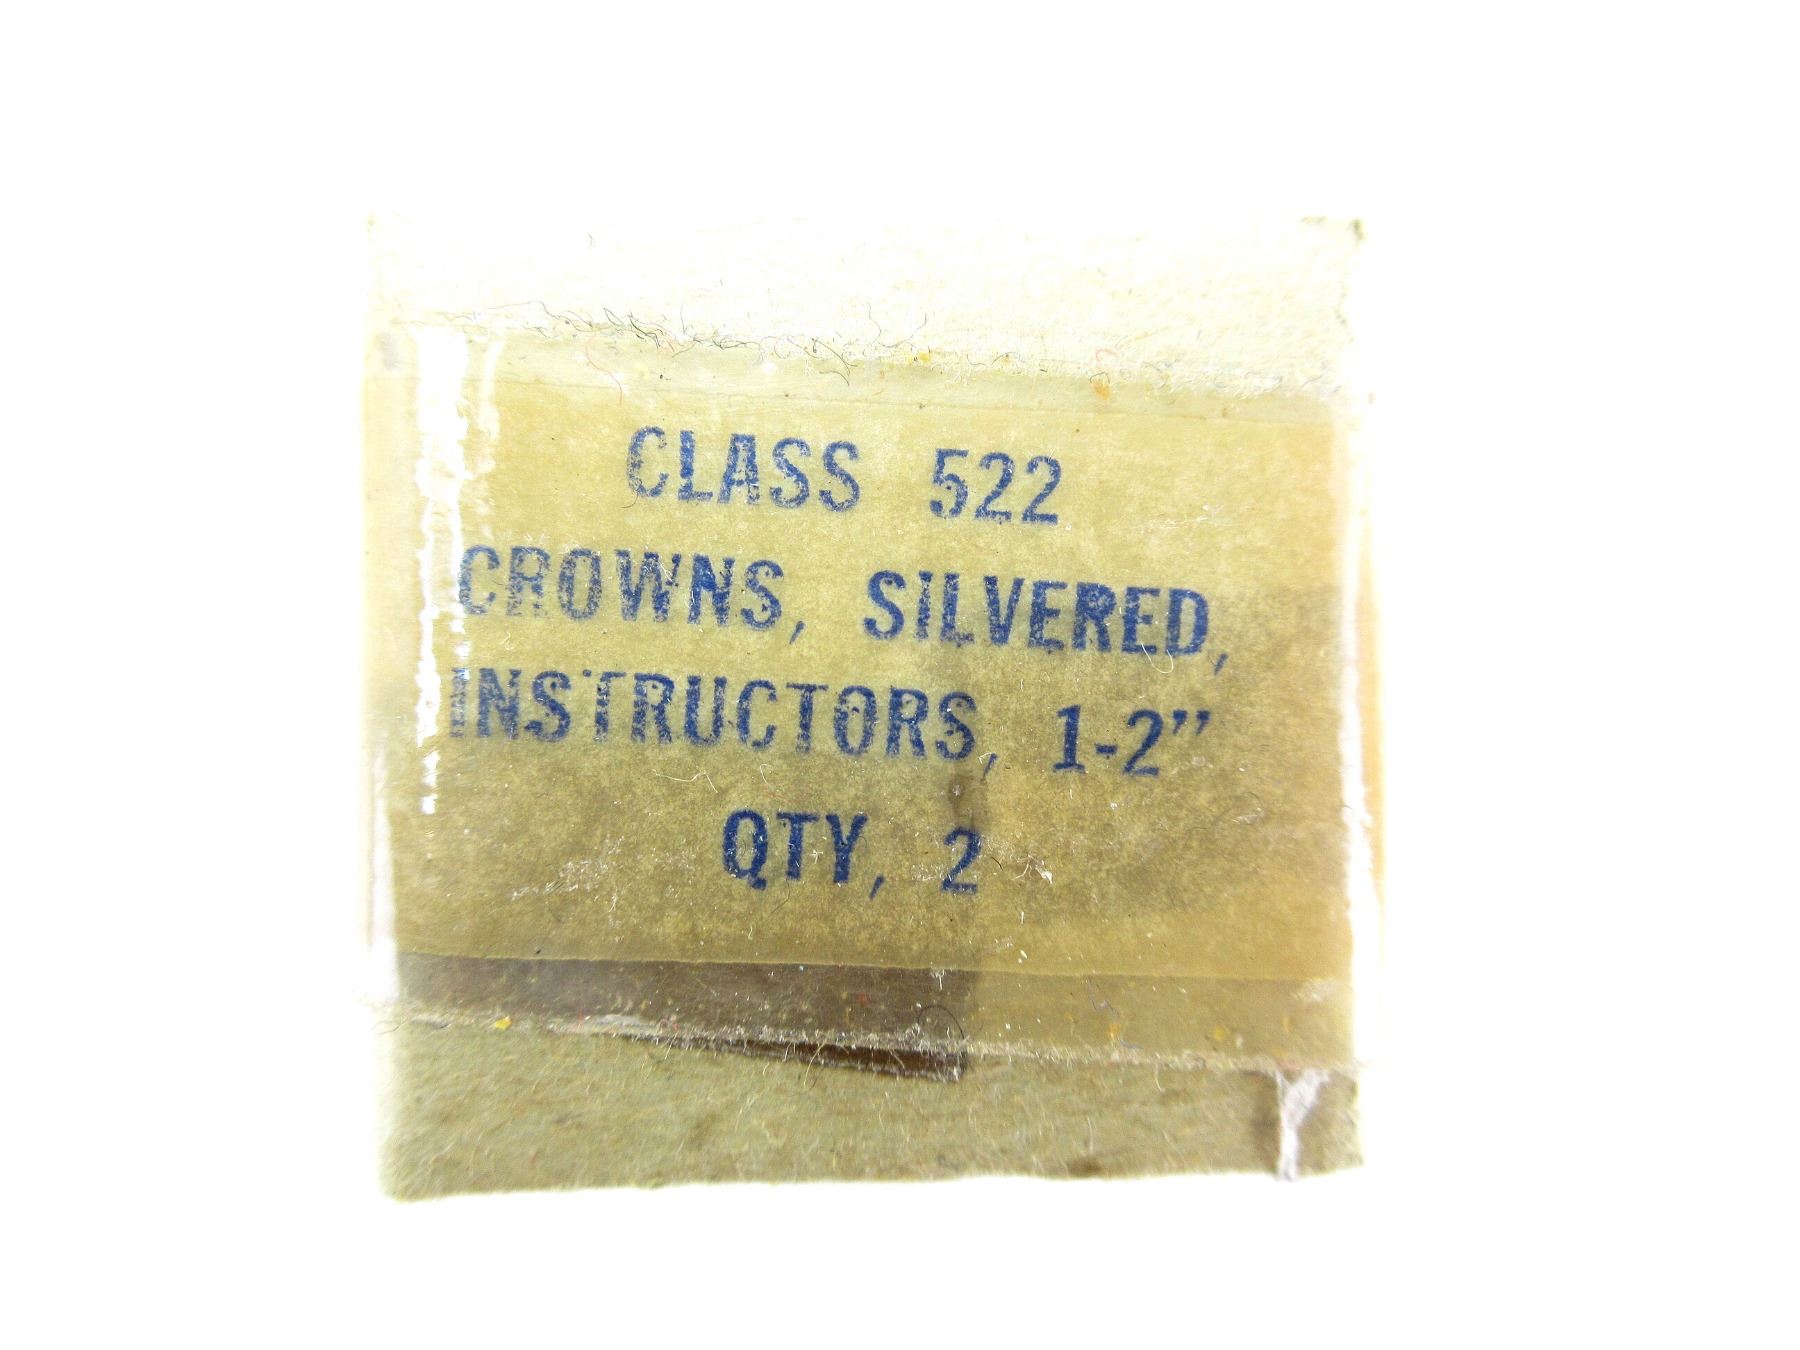 CLASS 522
CROWNS, SILVERED,
INSTRUCTORS, 1-2”
QTY, 2